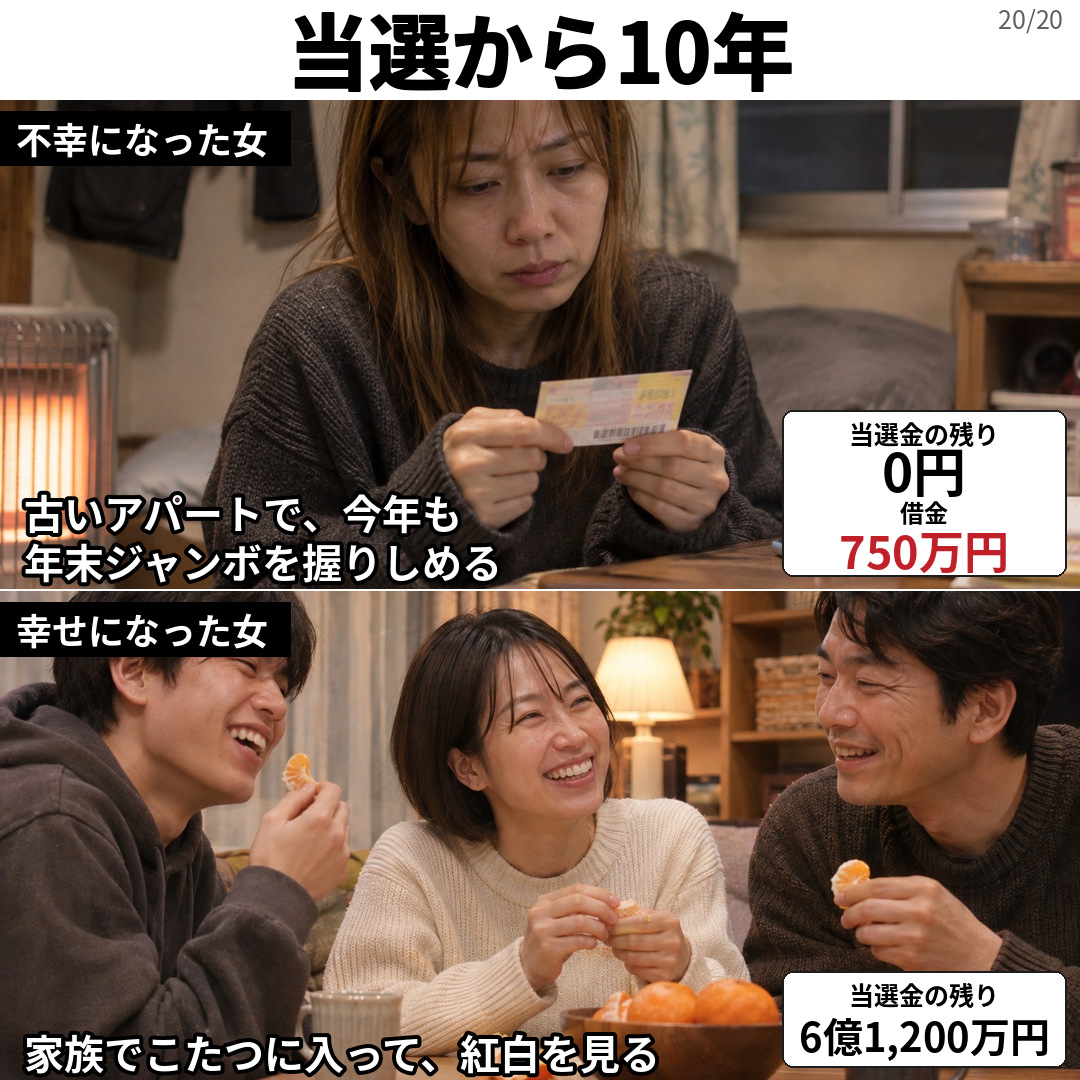 20/20
当選から10年
不幸になった女
古いアパートで、今年も
年末ジャンボを握りしめる
当選金の残り
0円
借金
750万円
幸せになった女
家族でこたつに入って、紅白を見る
当選金の残り
6億1,200万円